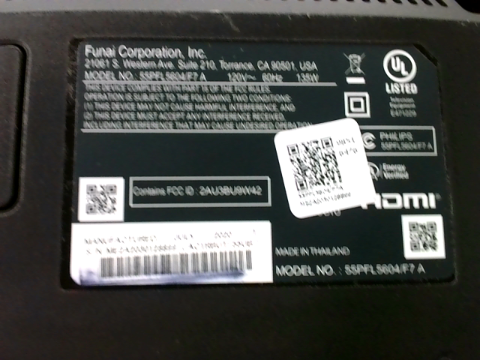 Funai Corporation, Inc.
21061 S. Western Ave. Suite 210, Torrance, CA 90501, USA
MODEL NO.: 55PFL5604/F7 A 120V~ 60Hz 135W
THIS DEVICE COMPLIES WITH PART 15 OF THE FCC RULES.
OPERATION IS SUBJECT TO THE FOLLOWING TWO CONDITIONS:
(1) THIS DEVICE MAY NOT CAUSE HARMFUL INTERFERENCE, AND
(2) THIS DEVICE MUST ACCEPT ANY INTERFERENCE RECEIVED,
INCLUDING INTERFERENCE THAT MAY CAUSE UNDESIRED OPERATION.
UL
LISTED
Television
Equipment
PHILIPS
55PFL5604/F7 A
Energy
Verified
HDMI
Contains FCC ID : 2AU3BU9W42
MANUFACTURED 2020
MADE IN THAILAND
MODEL NO. : 55PFL5604/F7 A